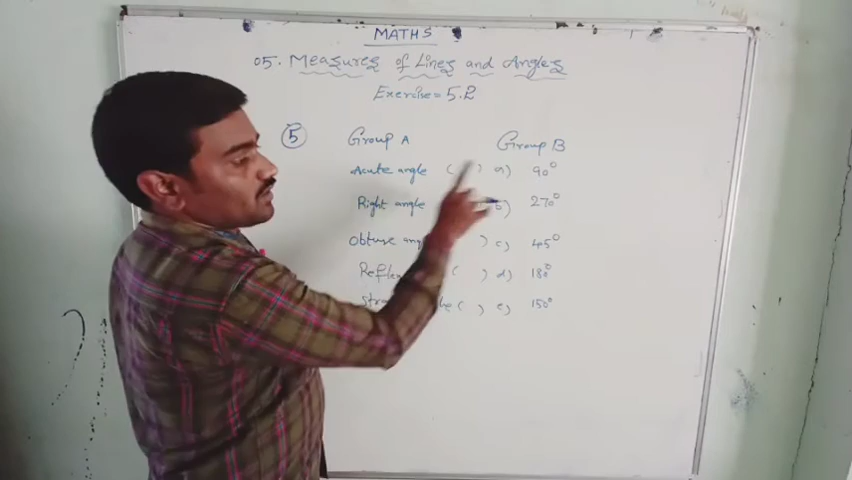 MATHS
05. Measures of Lines and Angles
Exercise = 5.2
5 Group A Group B
Acute angle ( ) a) 90°
Right angle b) 270°
Obtuse ) c) 45°
( ) d) 180°
( ) e) 150°